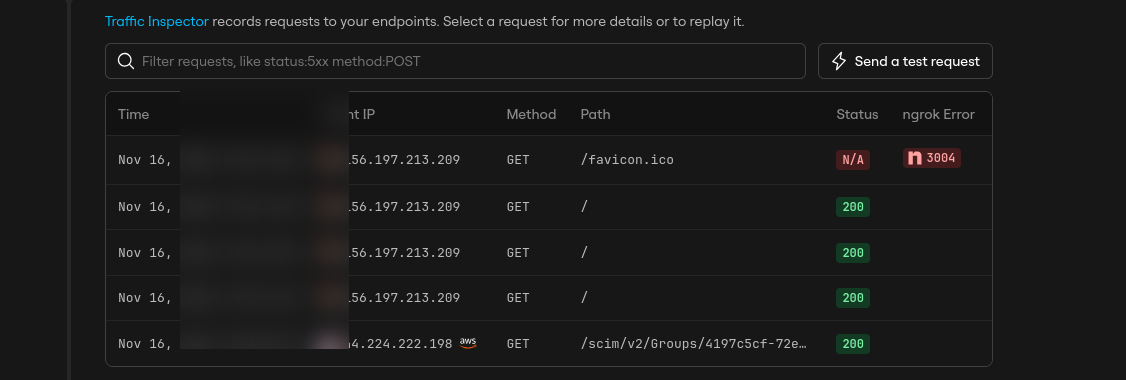 Traffic Inspector records requests to your endpoints. Select a request for more details or to replay it.
Filter requests, like status:5xx method:POST
Send a test request
Time IP Method Path Status ngrok Error
Nov 16, 56.197.213.209 GET /favicon.ico N/A n 3004
Nov 16, 56.197.213.209 GET / 200
Nov 16, 56.197.213.209 GET / 200
Nov 16, 56.197.213.209 GET / 200
Nov 16, 4.224.222.198 aws GET /scim/v2/Groups/4197c5cf-72e… 200